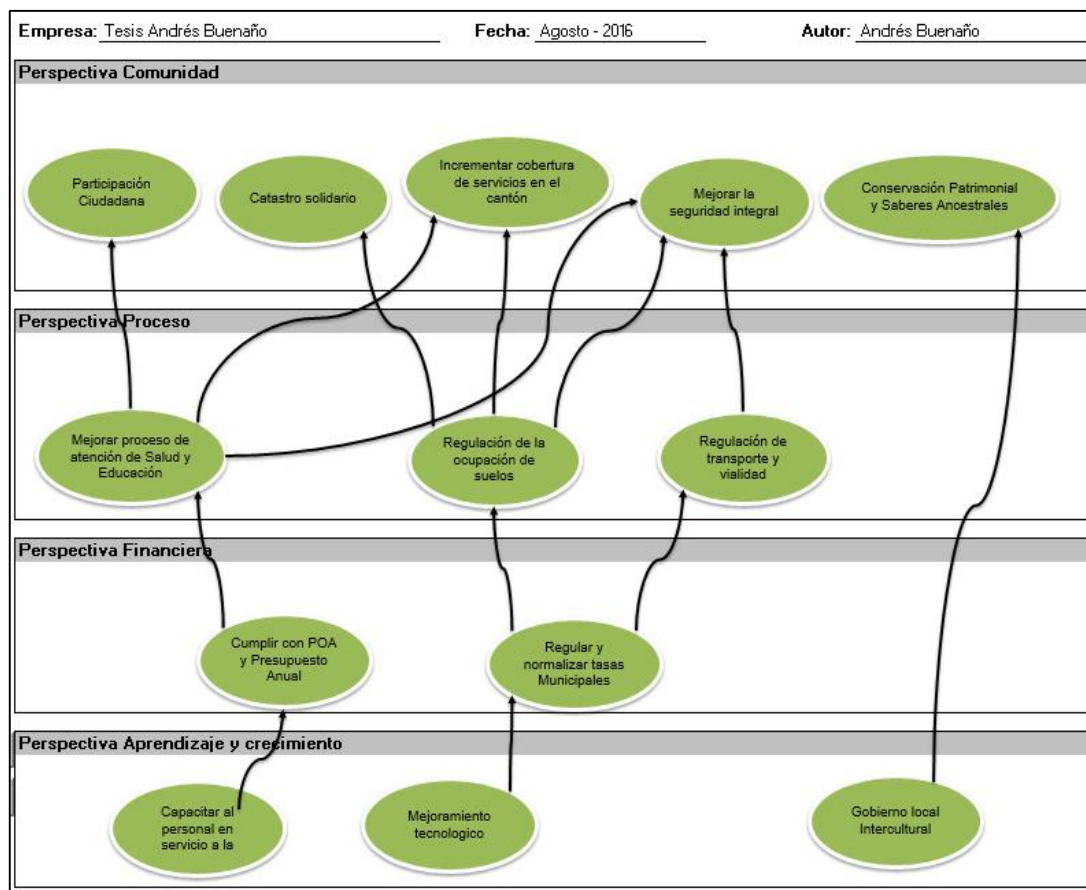 Empresa: Tesis Andrés Buenaño Fecha: Agosto - 2016 Autor: Andrés Buenaño
Perspectiva Comunidad
Participación
Ciudadana
Catastro solidario
Incrementar cobertura
de servicios en el
cantón
Mejorar la
seguridad integral
Conservación Patrimonial
y Saberes Ancestrales
Perspectiva Proceso
Mejorar proceso de
atención de Salud y
Educación
Regulación de la
ocupación de
suelos
Regulación de
transporte y
vialidad
Perspectiva Financiera
Cumplir con POA
y Presupuesto
Anual
Regular y
normalizar tasas
Municipales
Perspectiva Aprendizaje y crecimiento
Capacitar al
personal en
servicio a la
Mejoramiento
tecnologico
Gobierno local
Intercultural